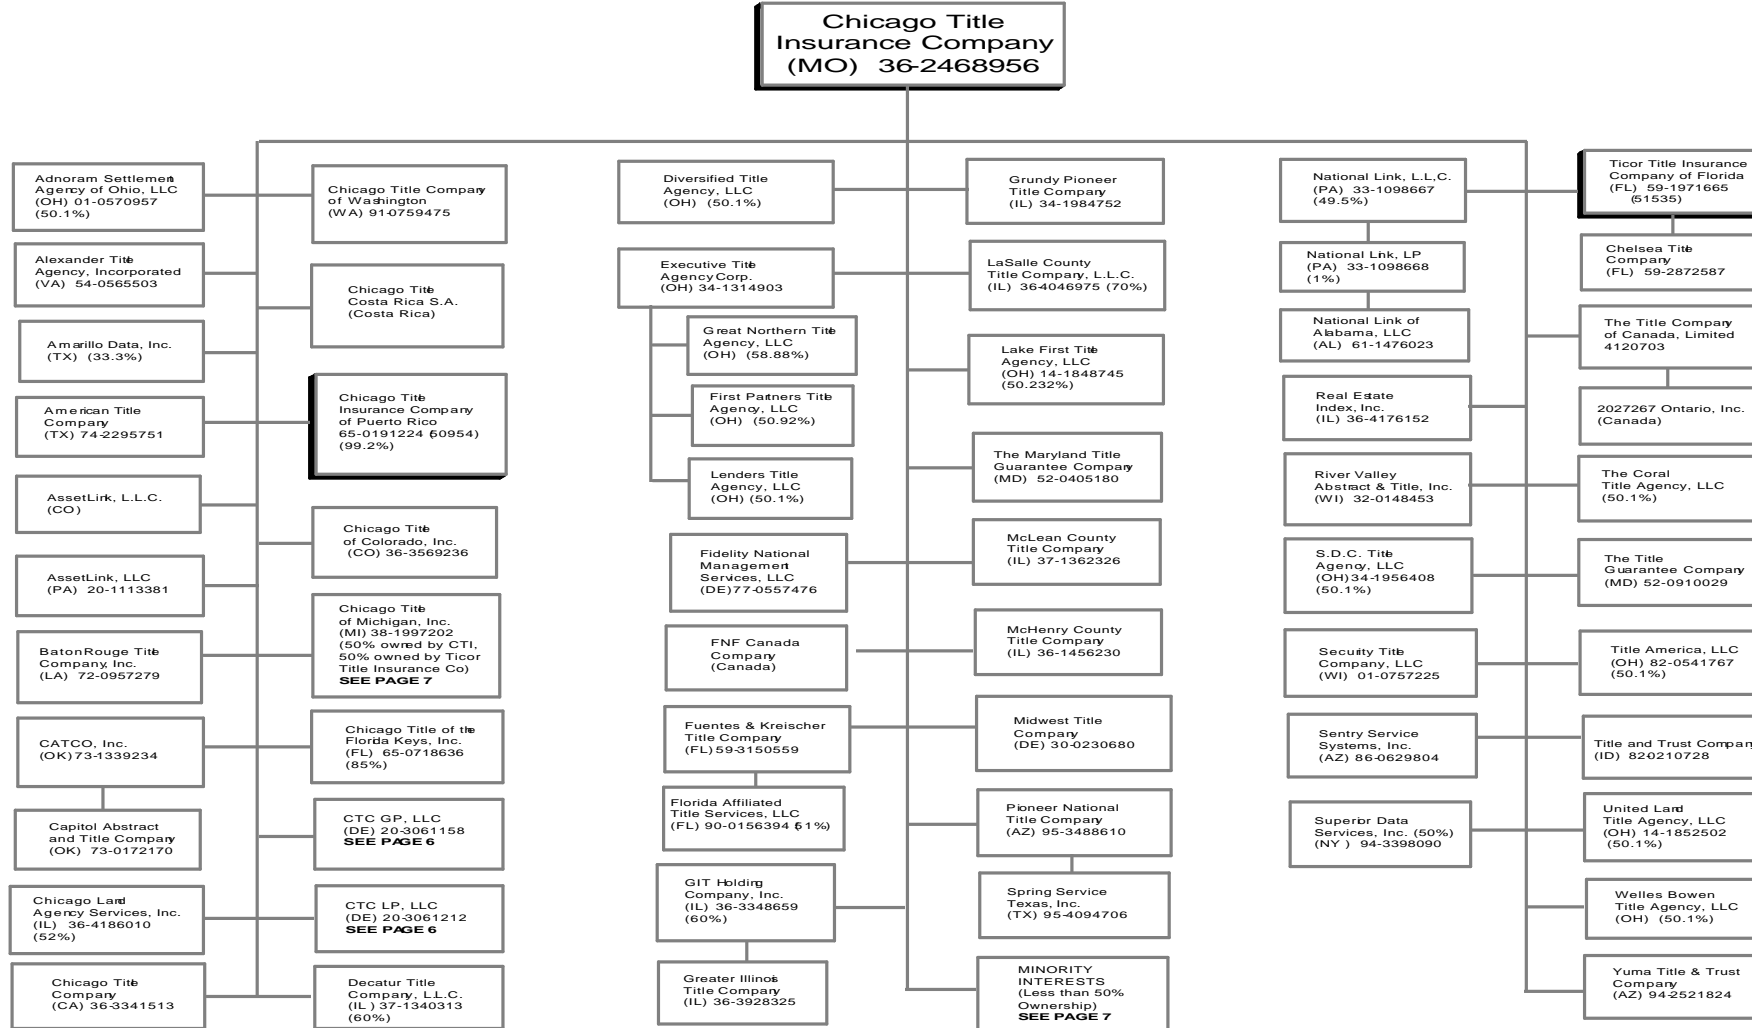 Chicago Title
Insurance Company
(MO) 36-2468956
Adnoram Settlement
Agency of Ohio, LLC
(OH) 01-0570957
(50.1%)
Alexander Title
Agency, Incorporated
(VA) 54-0565503
Amarillo Data, Inc.
(TX) (33.3%)
American Title
Company
(TX) 74-2295751
AssetLink, L.L.C.
(CO)
AssetLink, LLC
(PA) 20-1113381
Baton Rouge Title
Company, Inc.
(LA) 72-0957279
CATCO, Inc.
(OK) 73-1339234
Capitol Abstract
and Title Company
(OK) 73-0172170
Chicago Land
Agency Services, Inc.
(IL) 36-4186010
(52%)
Chicago Title
Company
(CA) 36-3341513
Chicago Title Company
of Washington
(WA) 91-0759475
Chicago Title
Costa Rica S.A.
(Costa Rica)
Chicago Title
Insurance Company
of Puerto Rico
65-0191224 (50954)
(99.2%)
Chicago Title
of Colorado, Inc.
(CO) 36-3569236
Chicago Title
of Michigan, Inc.
(MI) 38-1997202
(50% owned by CTI,
50% owned by Ticor
Title Insurance Co)
SEE PAGE 7
Chicago Title of the
Florida Keys, Inc.
(FL) 65-0718636
(85%)
CTC GP, LLC
(DE) 20-3061158
SEE PAGE 6
CTC LP, LLC
(DE) 20-3061212
SEE PAGE 6
Decatur Title
Company, L.L.C.
(IL) 37-1340313
(60%)
Diversified Title
Agency, LLC
(OH) (50.1%)
Executive Title
Agency Corp.
(OH) 34-1314903
Great Northern Title
Agency, LLC
(OH) (58.88%)
First Partners Title
Agency, LLC
(OH) (50.92%)
Lenders Title
Agency, LLC
(OH) (50.1%)
Fidelity National
Management
Services, LLC
(DE) 77-0557476
FNF Canada
Company
(Canada)
Fuentes & Kreischer
Title Company
(FL) 59-3150559
Florida Affiliated
Title Services, LLC
(FL) 90-0156394 (51%)
GIT Holding
Company, Inc.
(IL) 36-3348659
(60%)
Greater Illinois
Title Company
(IL) 36-3928325
Grundy Pioneer
Title Company
(IL) 34-1984752
LaSalle County
Title Company, L.L.C.
(IL) 36-4046975 (70%)
Lake First Title
Agency, LLC
(OH) 14-1848745
(50.232%)
The Maryland Title
Guarantee Company
(MD) 52-0405180
McLean County
Title Company
(IL) 37-1362326
McHenry County
Title Company
(IL) 36-1456230
Midwest Title
Company
(DE) 30-0230680
Pioneer National
Title Company
(AZ) 95-3488610
Spring Service
Texas, Inc.
(TX) 95-4094706
MINORITY
INTERESTS
(Less than 50%
Ownership)
SEE PAGE 7
National Link, L.L,C.
(PA) 33-1098667
(49.5%)
National Link, LP
(PA) 33-1098668
(1%)
National Link of
Alabama, LLC
(AL) 61-1476023
Real Estate
Index, Inc.
(IL) 36-4176152
River Valley
Abstract & Title, Inc.
(WI) 32-0148453
S.D.C. Title
Agency, LLC
(OH) 34-1956408
(50.1%)
Security Title
Company, LLC
(WI) 01-0757225
Sentry Service
Systems, Inc.
(AZ) 86-0629804
Superior Data
Services, Inc. (50%)
(NY ) 94-3398090
Ticor Title Insurance
Company of Florida
(FL) 59-1971665
(51535)
Chelsea Title
Company
(FL) 59-2872587
The Title Company
of Canada, Limited
4120703
2027267 Ontario, Inc.
(Canada)
The Coral
Title Agency, LLC
(50.1%)
The Title
Guarantee Company
(MD) 52-0910029
Title America, LLC
(OH) 82-0541767
(50.1%)
Title and Trust Company
(ID) 82-0210728
United Land
Title Agency, LLC
(OH) 14-1852502
(50.1%)
Welles Bowen
Title Agency, LLC
(OH) (50.1%)
Yuma Title & Trust
Company
(AZ) 94-2521824